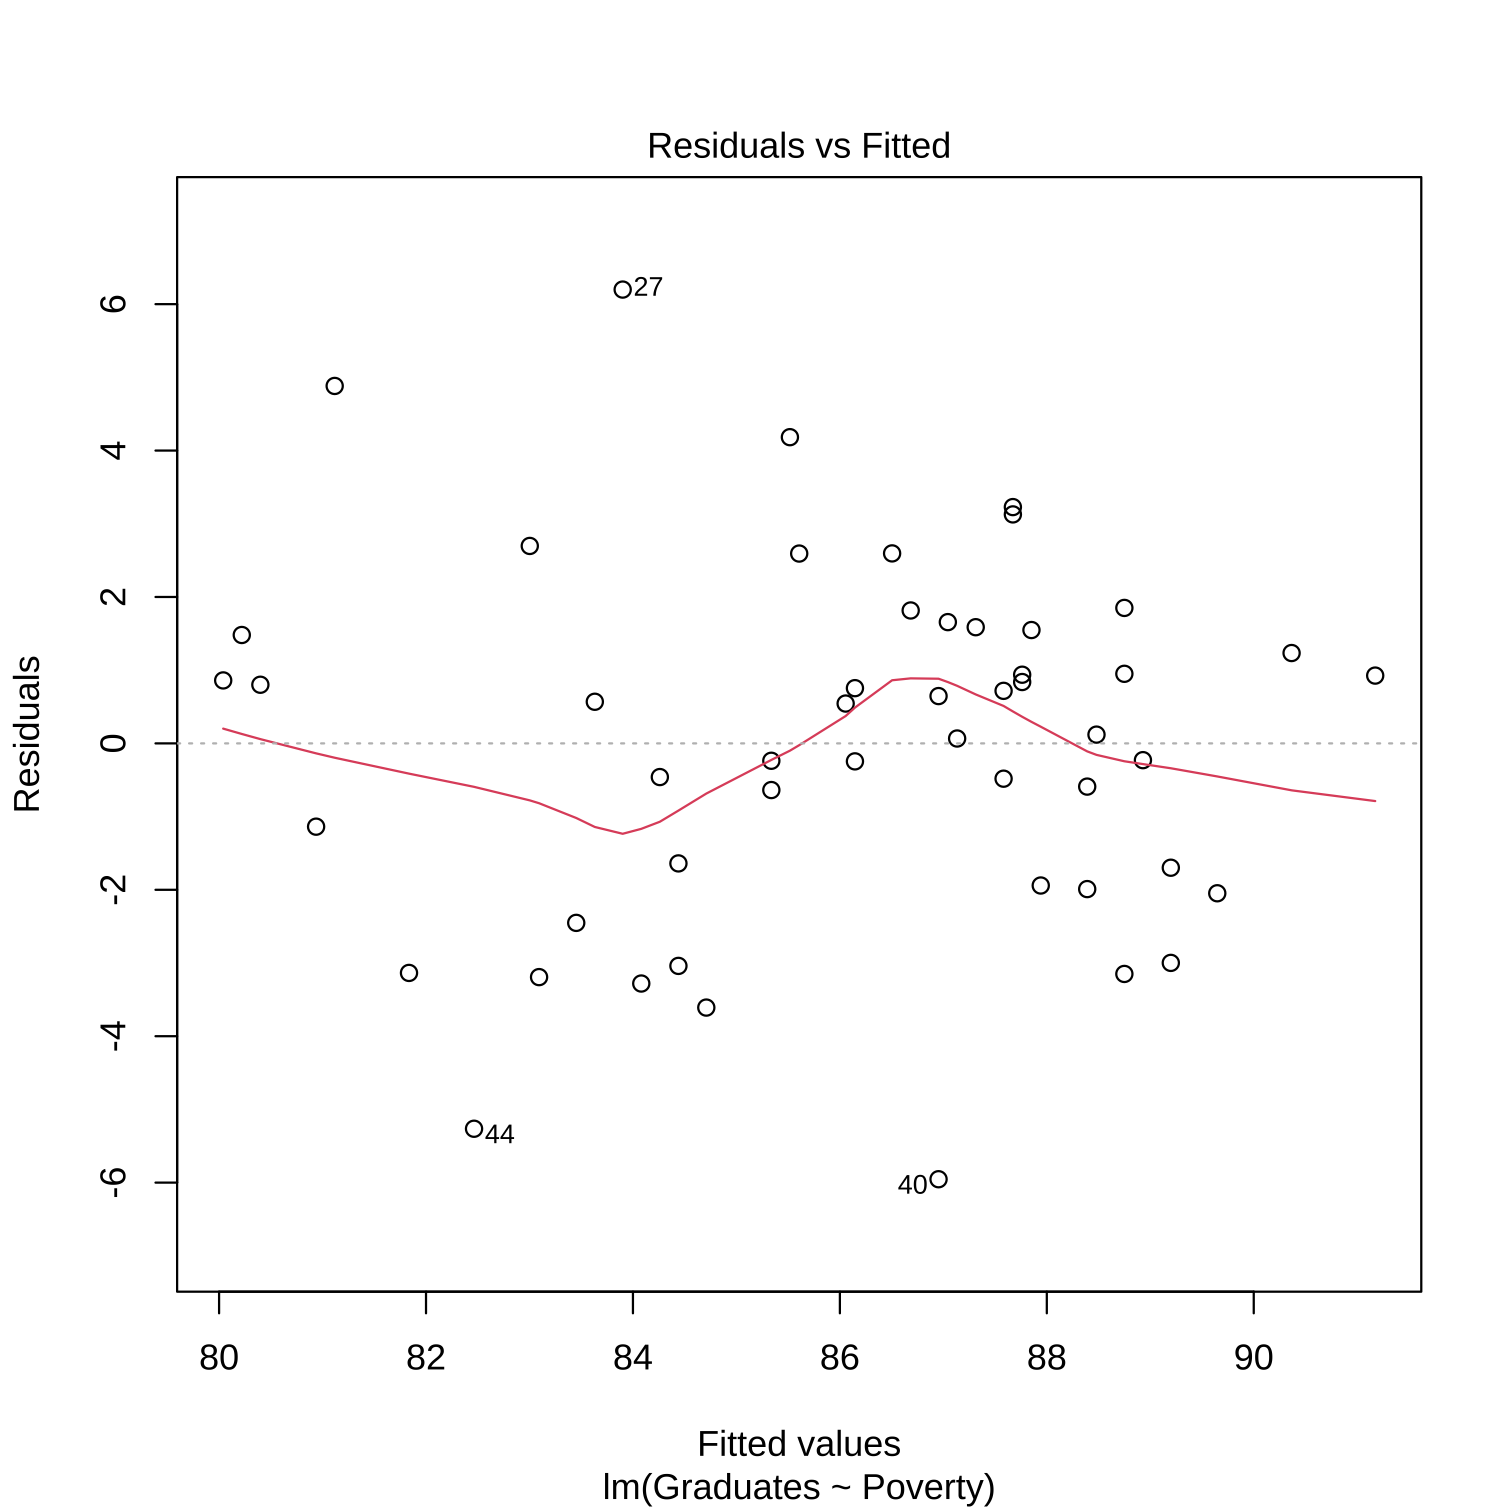 Residuals vs Fitted
Residuals
6
4
2
0
-2
-4
-6
27
44
40
80 82 84 86 88 90
Fitted values
lm(Graduates ~ Poverty)